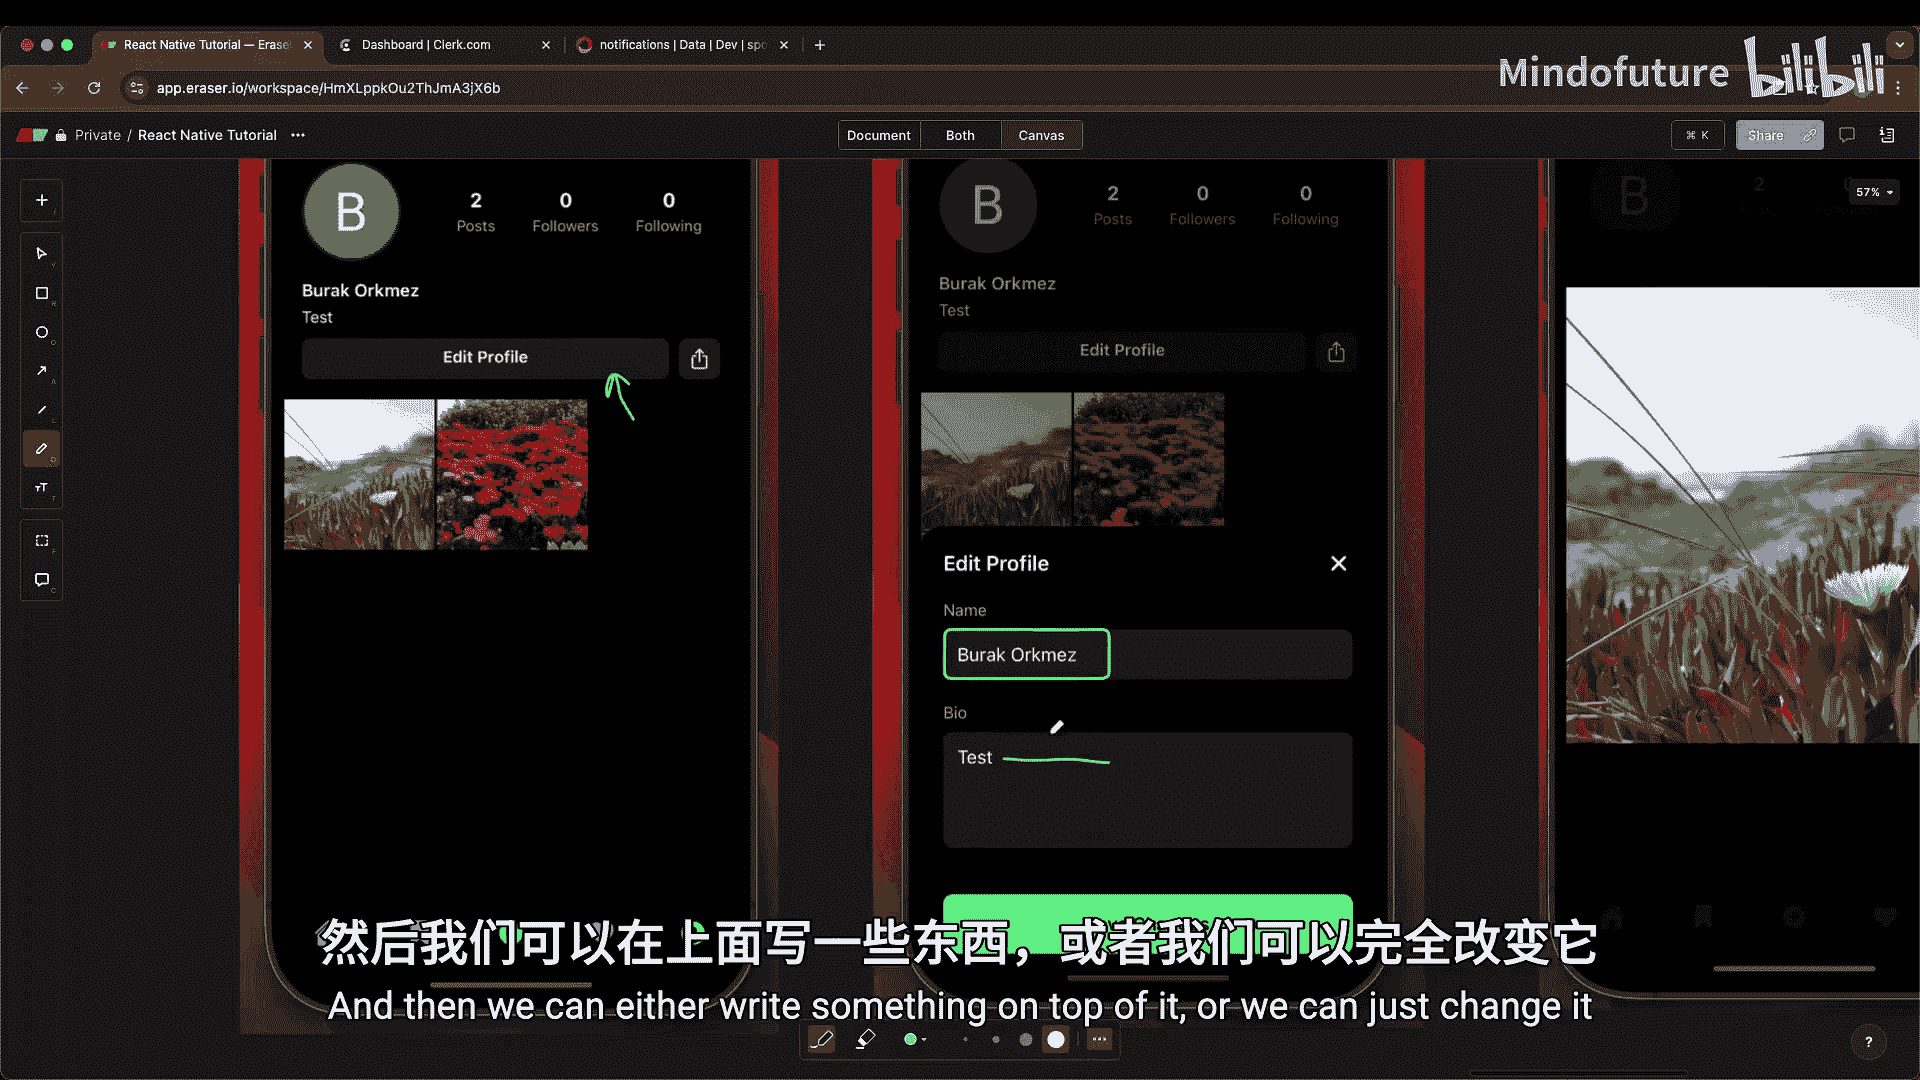 React Native Tutorial — Erase
Dashboard | Clerk.com
notifications | Data | Dev | spo
app.eraser.io/workspace/HmXLppkOu2ThJmA3jX6b
Mindofuture
bilibili
Private / React Native Tutorial
Document
Both
Canvas
⌘ K
Share
57%
B
2
0
0
Posts
Followers
Following
Burak Orkmez
Test
Edit Profile
B
2
0
0
Posts
Followers
Following
Burak Orkmez
Test
Edit Profile
Edit Profile
Name
Burak Orkmez
Bio
Test
B
2
然后我们可以在上面写一些东西，或者我们可以完全改变它
And then we can either write something on top of it, or we can just change it